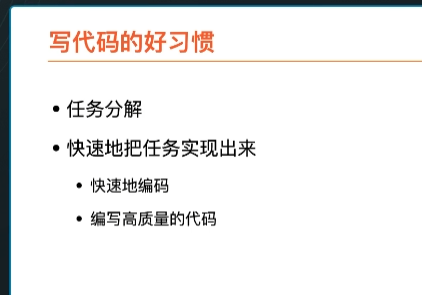 写代码的好习惯
• 任务分解
• 快速地把任务实现出来
• 快速地编码
• 编写高质量的代码